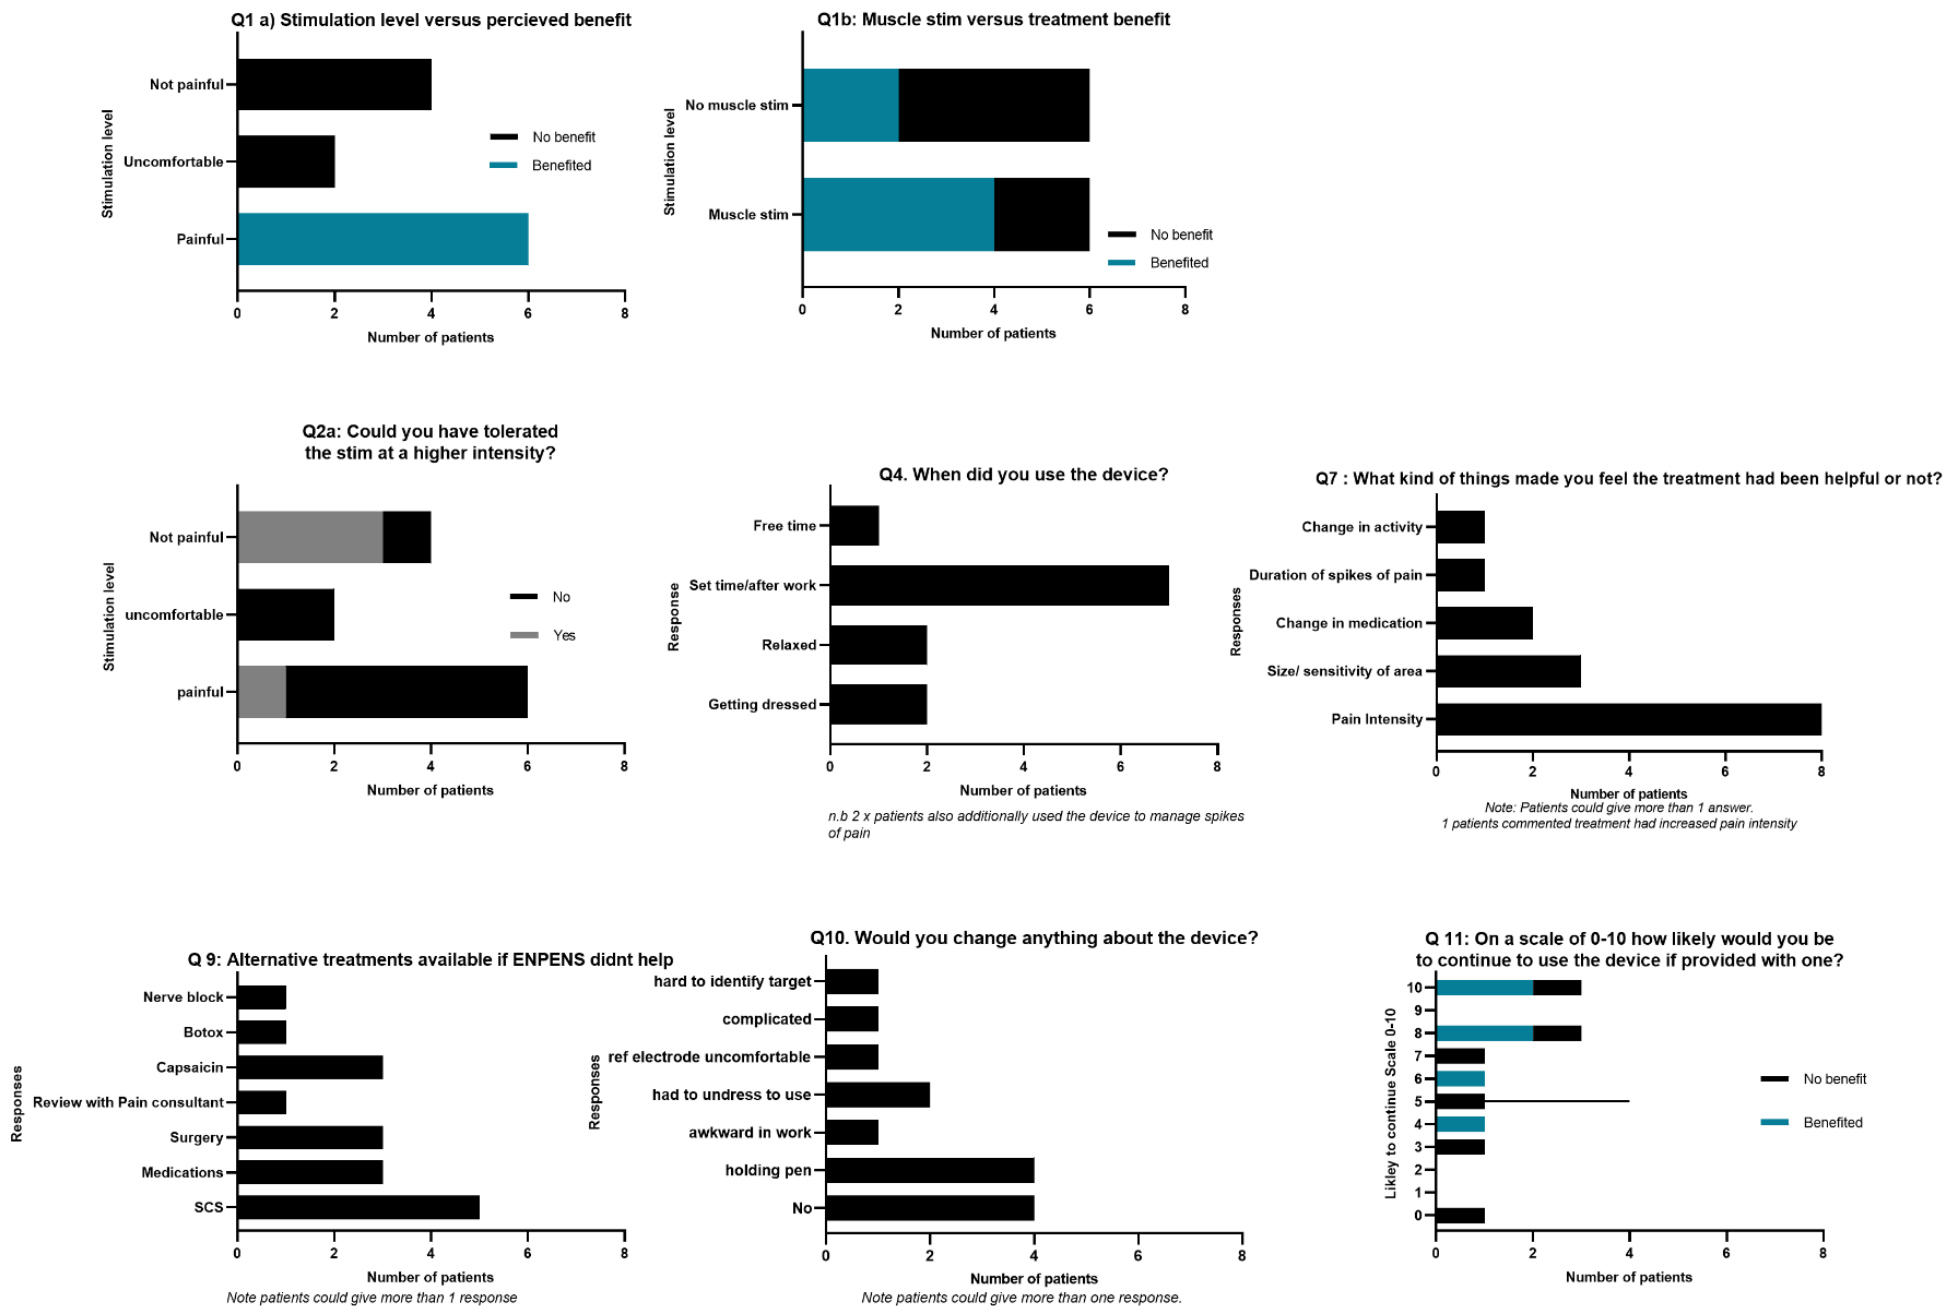 Q1 a) Stimulation level versus percieved benefit
Stimulation level
Not painful
Uncomfortable
Painful
No benefit
Benefited
0 2 4 6 8
Number of patients
Q1b: Muscle stim versus treatment benefit
Stimulation level
No muscle stim
Muscle stim
No benefit
Benefited
0 2 4 6 8
Number of patients
Q2a: Could you have tolerated
the stim at a higher intensity?
Stimulation level
Not painful
uncomfortable
painful
No
Yes
0 2 4 6 8
Number of patients
Q4. When did you use the device?
Response
Free time
Set time/after work
Relaxed
Getting dressed
0 2 4 6 8
Number of patients
n.b 2 x patients also additionally used the device to manage spikes
of pain
Q7 : What kind of things made you feel the treatment had been helpful or not?
Responses
Change in activity
Duration of spikes of pain
Change in medication
Size/ sensitivity of area
Pain Intensity
0 2 4 6 8
Number of patients
Note: Patients could give more than 1 answer.
1 patients commented treatment had increased pain intensity
Q 9: Alternative treatments available if ENPENS didnt help
Responses
Nerve block
Botox
Capsaicin
Review with Pain consultant
Surgery
Medications
SCS
0 2 4 6 8
Number of patients
Note patients could give more than 1 response
Q10. Would you change anything about the device?
Responses
hard to identify target
complicated
ref electrode uncomfortable
had to undress to use
awkward in work
holding pen
No
0 2 4 6 8
Number of patients
Note patients could give more than one response.
Q 11: On a scale of 0-10 how likely would you be
to continue to use the device if provided with one?
Likley to continue Scale 0-10
10
9
8
7
6
5
4
3
2
1
0
No benefit
Benefited
0 2 4 6 8
Number of patients